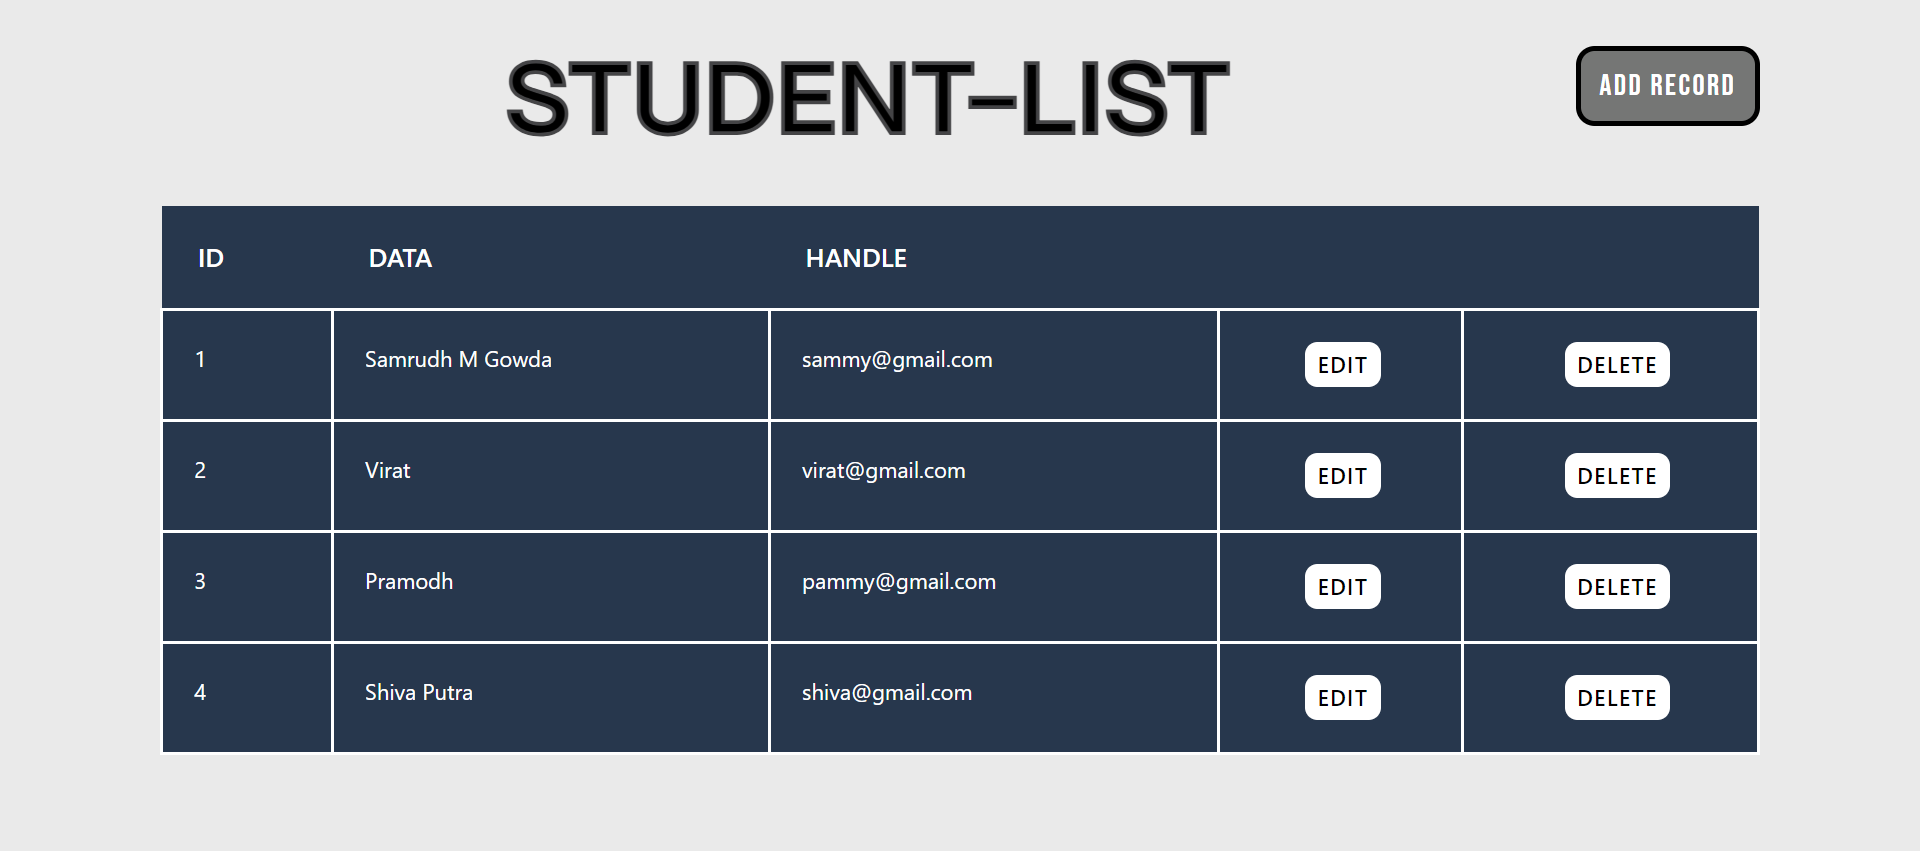 STUDENT-LIST
ADD RECORD
ID DATA HANDLE
1 Samrudh M Gowda sammy@gmail.com EDIT DELETE
2 Virat virat@gmail.com EDIT DELETE
3 Pramodh pammy@gmail.com EDIT DELETE
4 Shiva Putra shiva@gmail.com EDIT DELETE